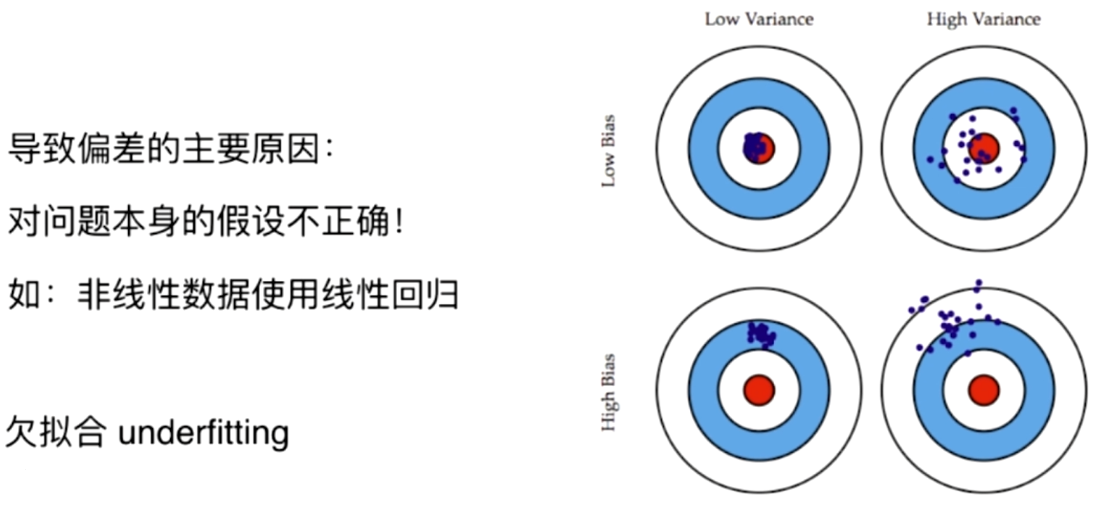 导致偏差的主要原因：
对问题本身的假设不正确！
如：非线性数据使用线性回归
欠拟合 underfitting
Low Variance
High Variance
Low Bias
High Bias